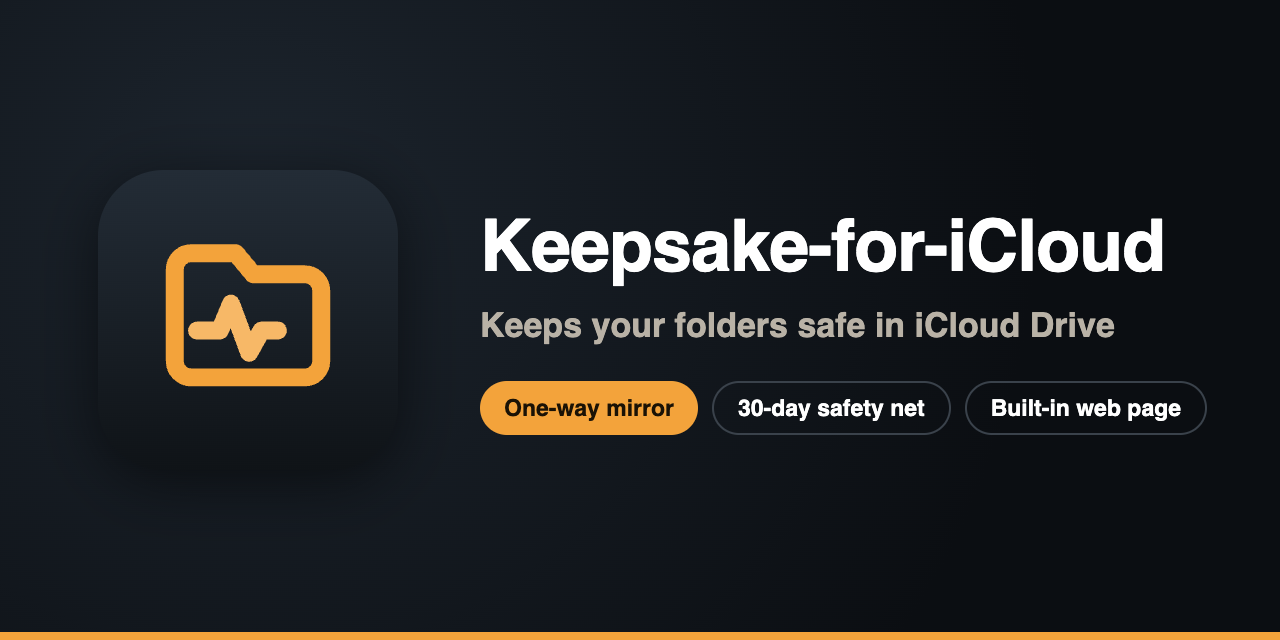 Keepsake-for-iCloud
Keeps your folders safe in iCloud Drive
One-way mirror
30-day safety net
Built-in web page